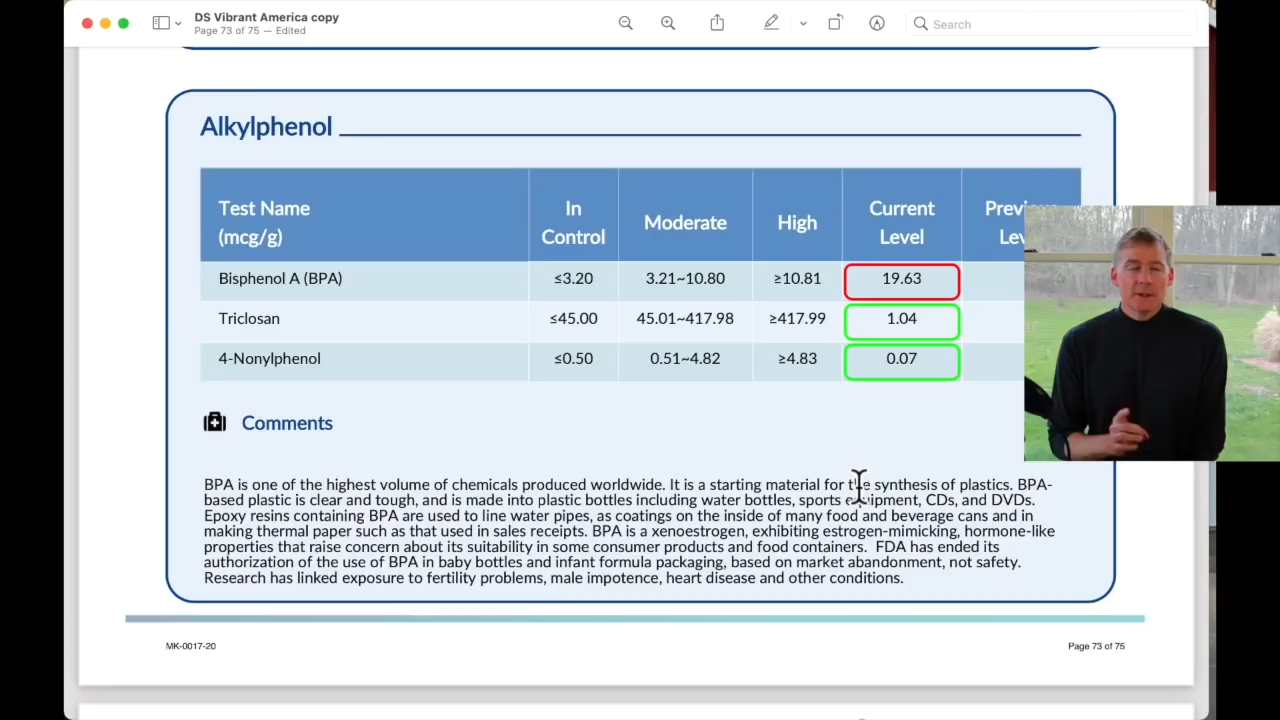 DS Vibrant America copy
Page 73 of 75 — Edited
Search
Alkylphenol
Test Name (mcg/g) In Control Moderate High Current Level
Bisphenol A (BPA) ≤3.20 3.21~10.80 ≥10.81 19.63
Triclosan ≤45.00 45.01~417.98 ≥417.99 1.04
4-Nonylphenol ≤0.50 0.51~4.82 ≥4.83 0.07
Comments
BPA is one of the highest volume of chemicals produced worldwide. It is a starting material for the synthesis of plastics. BPA-
based plastic is clear and tough, and is made into plastic bottles including water bottles, sports equipment, CDs, and DVDs.
Epoxy resins containing BPA are used to line water pipes, as coatings on the inside of many food and beverage cans and in
making thermal paper such as that used in sales receipts. BPA is a xenoestrogen, exhibiting estrogen-mimicking, hormone-like
properties that raise concern about its suitability in some consumer products and food containers. FDA has ended its
authorization of the use of BPA in baby bottles and infant formula packaging, based on market abandonment, not safety.
Research has linked exposure to fertility problems, male impotence, heart disease and other conditions.
MK-0017-20
Page 73 of 75